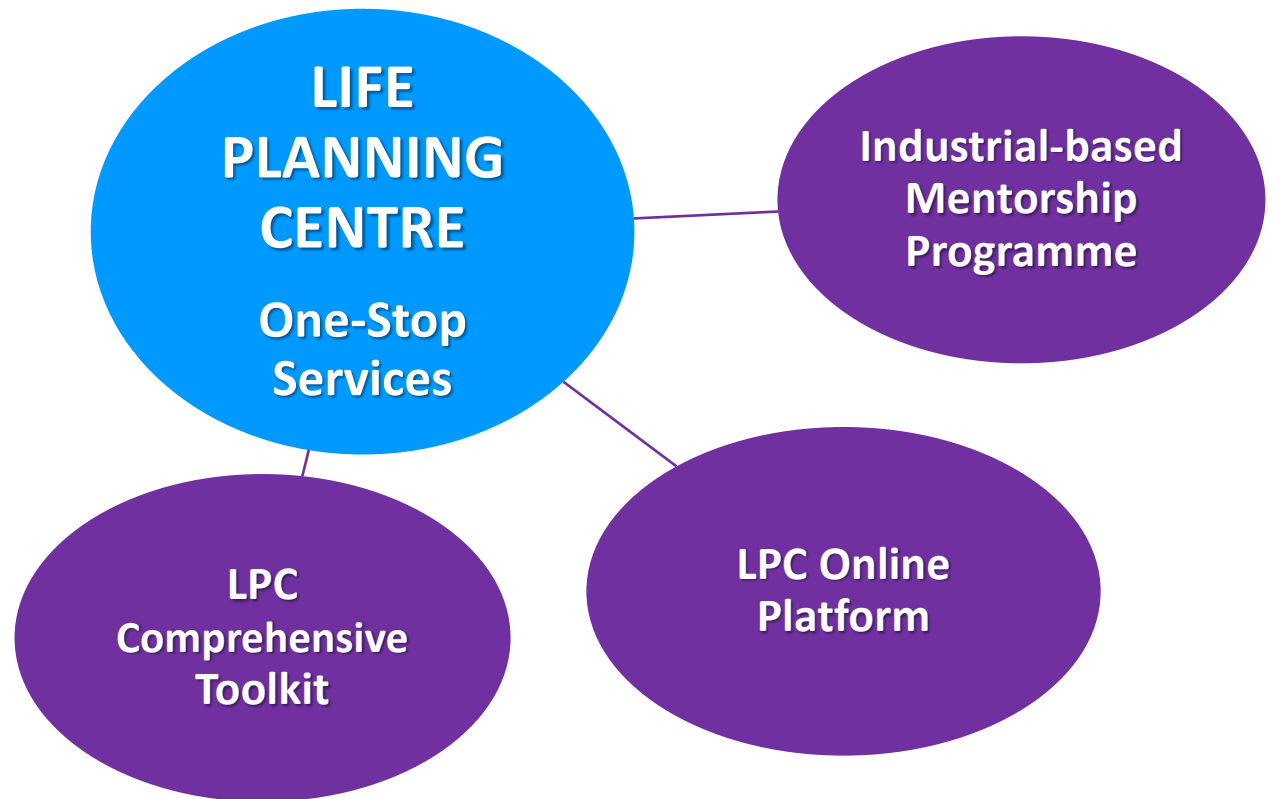 LIFE
PLANNING
CENTRE
One-Stop
Services
Industrial-based
Mentorship
Programme
LPC
Comprehensive
Toolkit
LPC Online
Platform